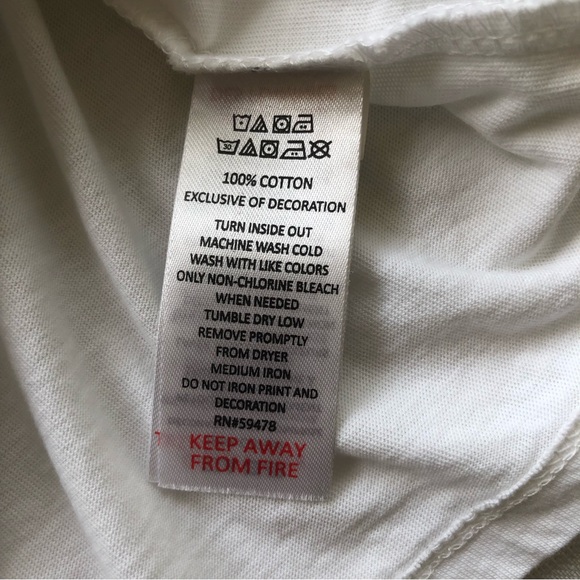 30
100% COTTON
EXCLUSIVE OF DECORATION
TURN INSIDE OUT
MACHINE WASH COLD
WASH WITH LIKE COLORS
ONLY NON-CHLORINE BLEACH
WHEN NEEDED
TUMBLE DRY LOW
REMOVE PROMPTLY
FROM DRYER
MEDIUM IRON
DO NOT IRON PRINT AND
DECORATION
RN#59478
KEEP AWAY
FROM FIRE